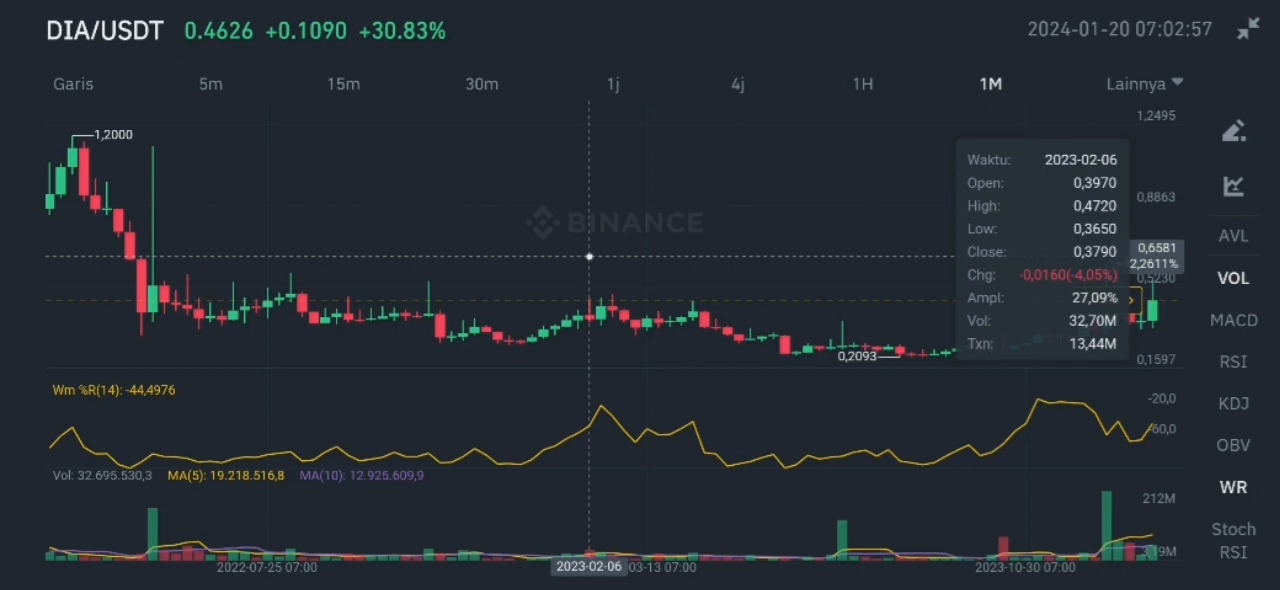 DIA/USDT 0.4626 +0.1090 +30.83% 2024-01-20 07:02:57
Garis 5m 15m 30m 1j 4j 1H 1M Lainnya
1,2495
1,2000
Waktu: 2023-02-06
Open: 0,3970
0,8863
High: 0,4720
BINANCE
Low: 0,3650
AVL
Close: 0,3790
0,6581
2,2611%
Chg: -0,0160(-4,05%)
0,5230
VOL
Ampl: 27,09%
Vol: 32,70M
MACD
Txn: 13,44M
0,2093
0,1597
RSI
Wm %R(14): -44,4976
-20,0
KDJ
OBV
Vol: 32.695.530,3 MA(5): 19.218.516,8 MA(10): 12.925.609,9
WR
212M
Stoch
RSI
2022-07-25 07:00 2023-02-06 03-13 07:00 2023-10-30 07:00